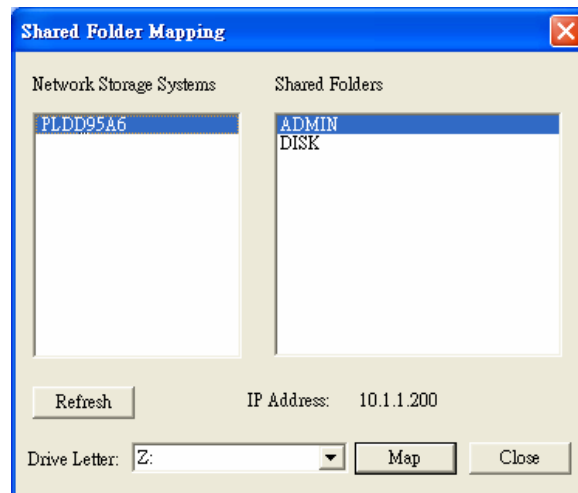 Shared Folder Mapping
Network Storage Systems
Shared Folders
PLDD95A6
ADMIN
DISK
Refresh
IP Address: 10.1.1.200
Drive Letter: Z:
Map
Close